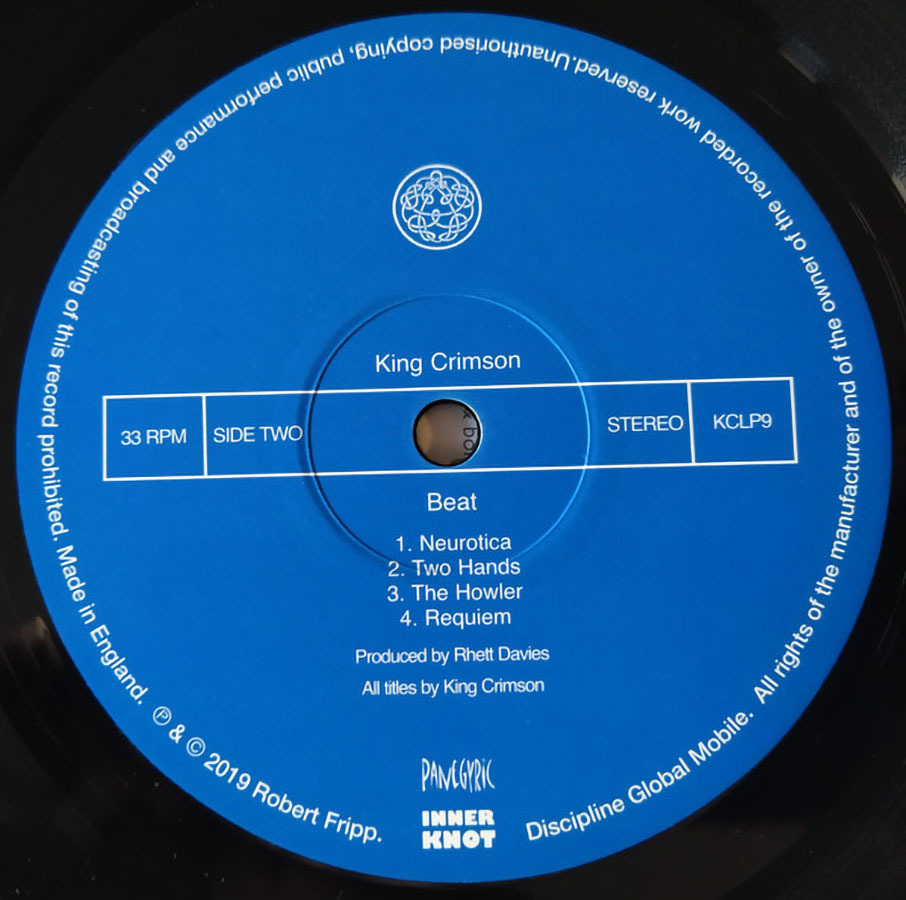 King Crimson
33 RPM
SIDE TWO
STEREO
KCLP9
Beat
1. Neurotica
2. Two Hands
3. The Howler
4. Requiem
Produced by Rhett Davies
All titles by King Crimson
PANEGYRIC
INNER
KNOT
℗ & © 2019 Robert Fripp. Discipline Global Mobile. All rights of the manufacturer and of the owner of the recorded work reserved.Unauthorised copying, public performance and broadcasting of this record prohibited. Made in England.